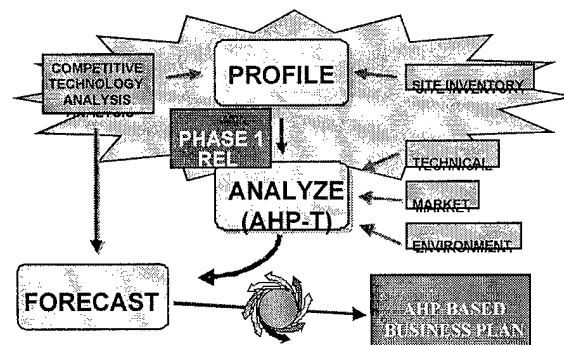 COMPETITIVE
TECHNOLOGY
ANALYSIS
PROFILE
SITE INVENTORY
PHASE 1
REL
ANALYZE
(AHP-T)
TECHNICAL
MARKET
ENVIRONMENT
FORECAST
AHP BASED
BUSINESS PLAN